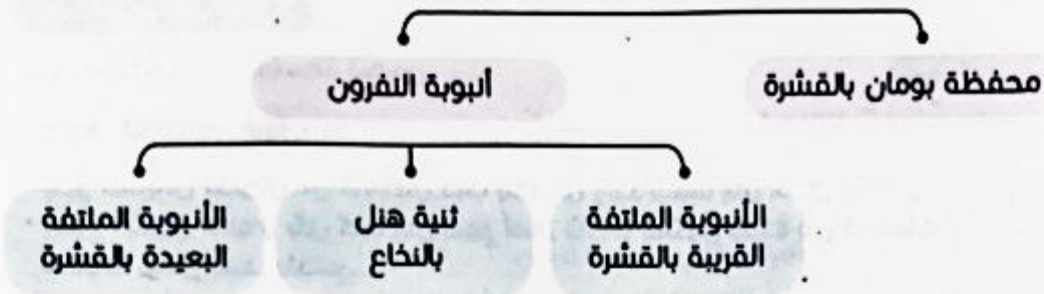 محفظة بومان بالقشرة
أنبوبة النفرون
الأنبوبة الملتفة
القريبة بالقشرة
ثنية هنل
بالنخاع
الأنبوبة الملتفة
البعيدة بالقشرة